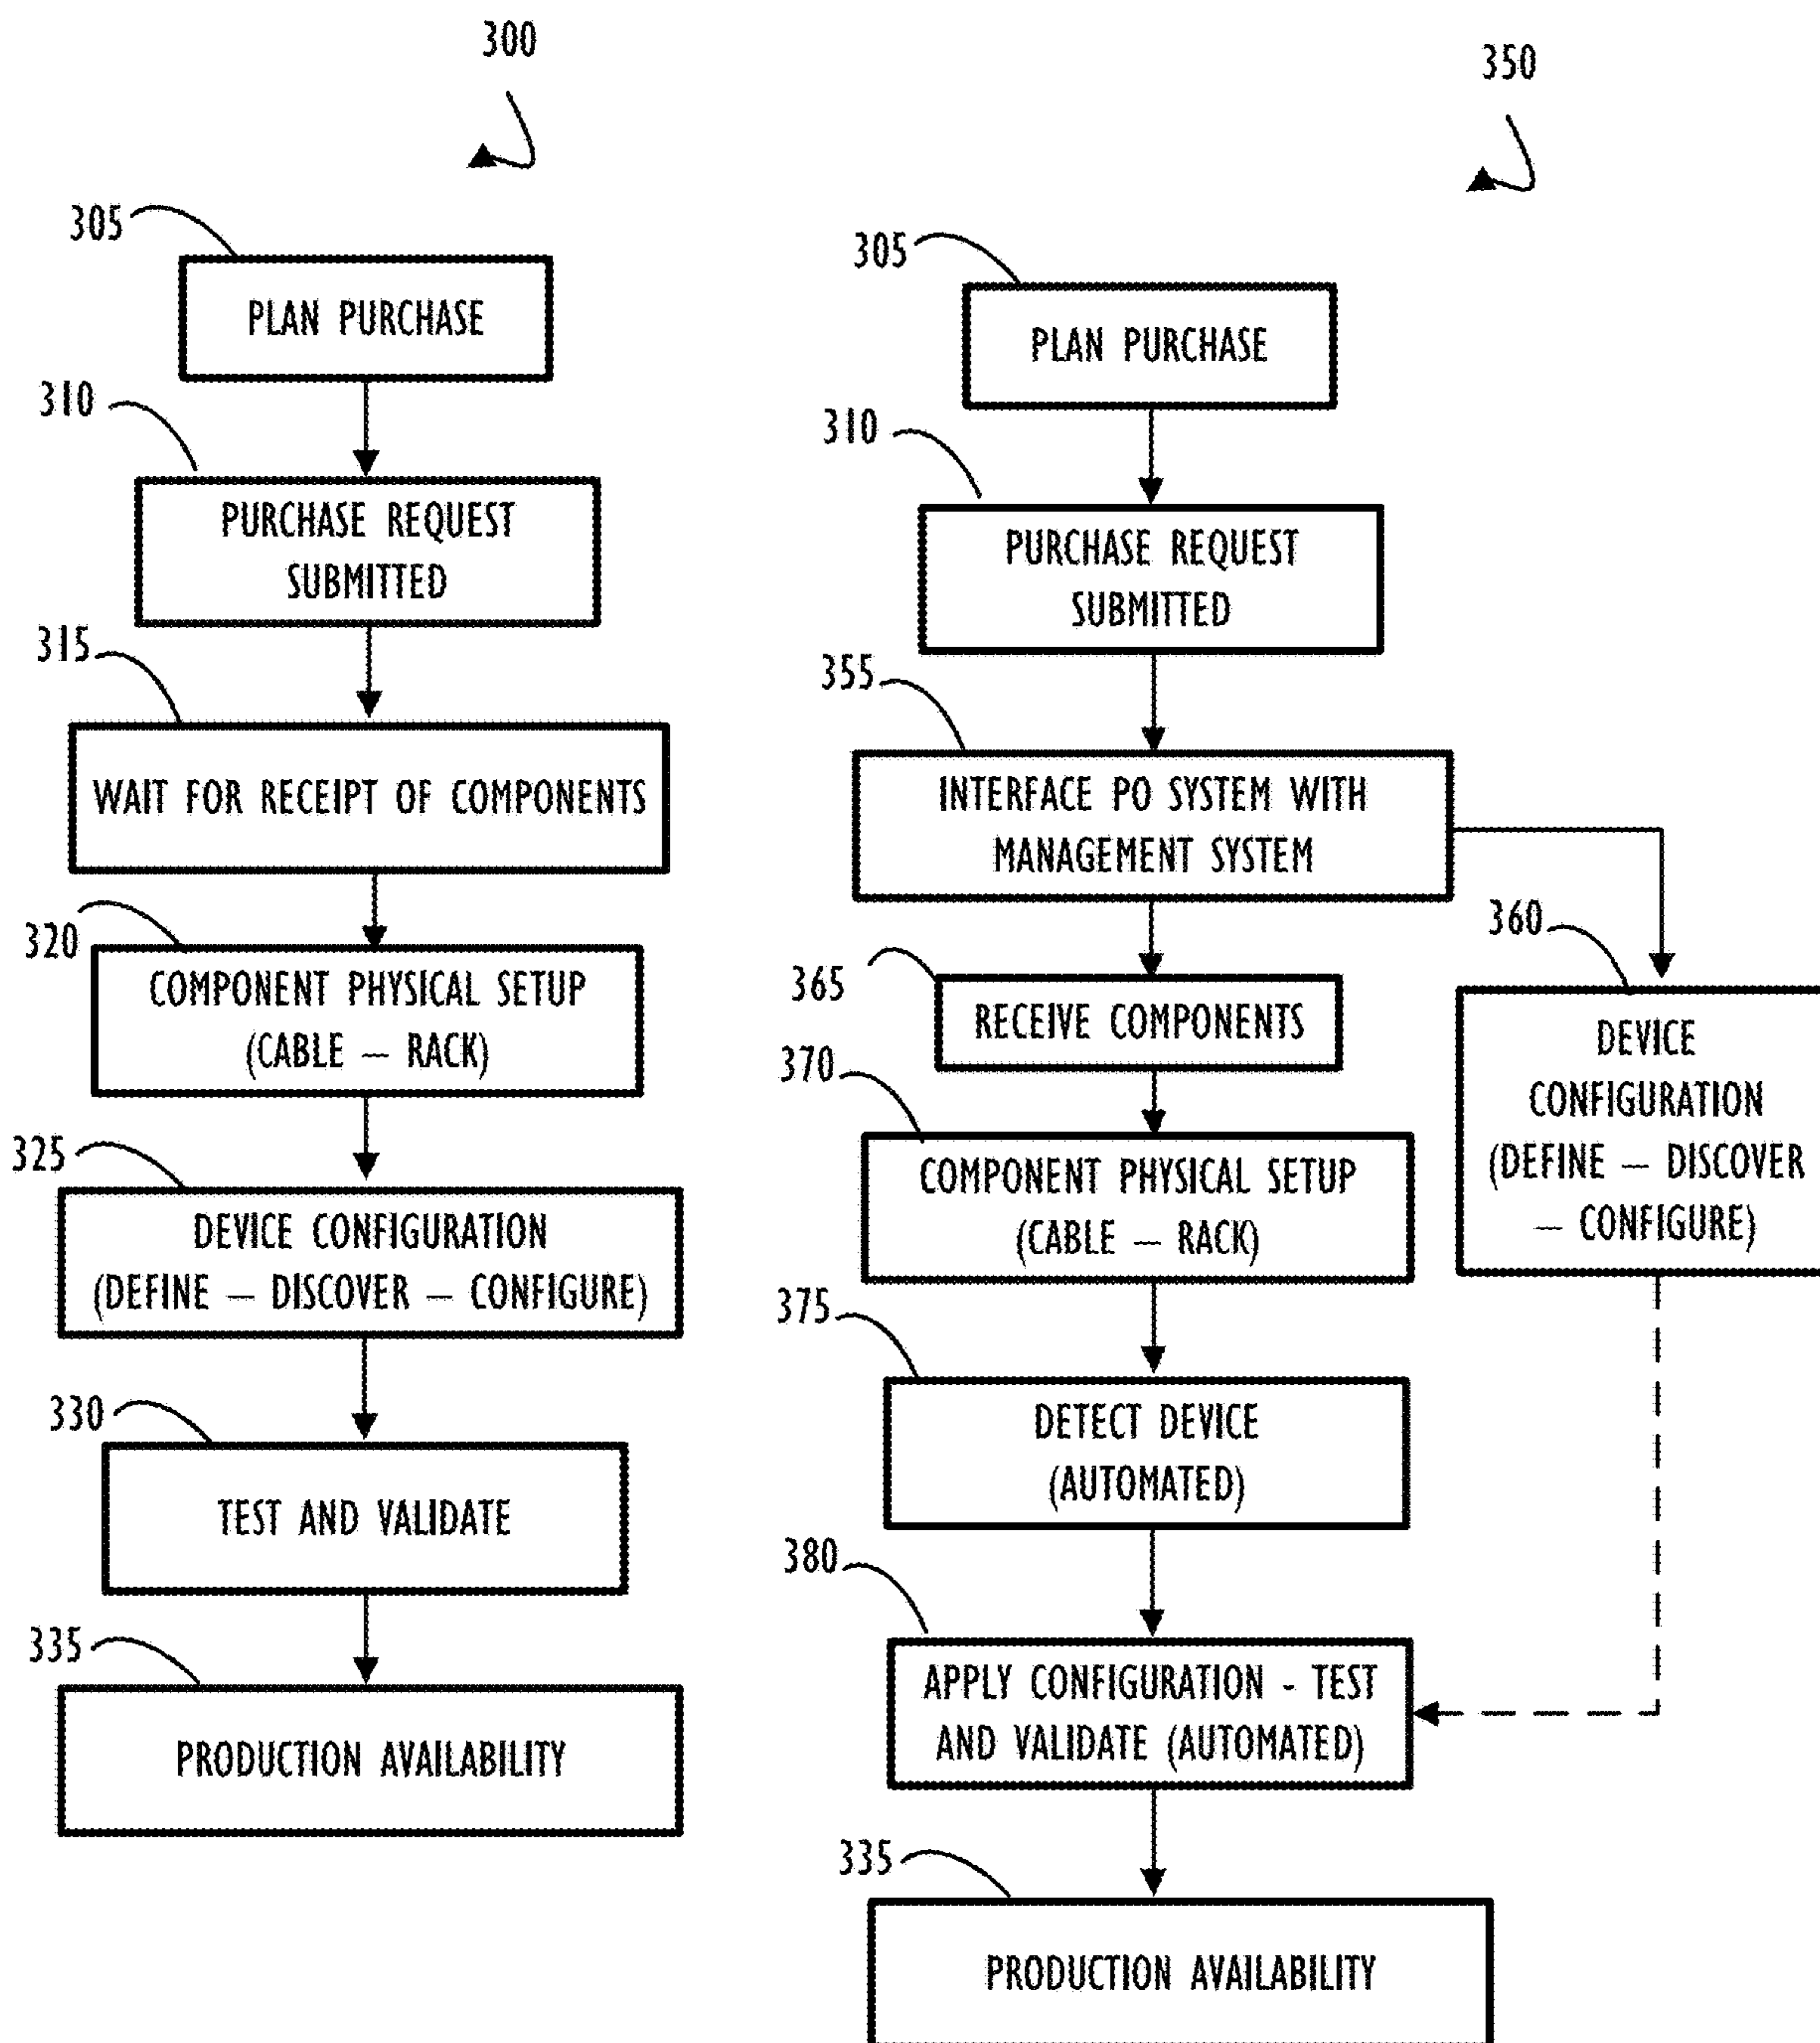 300
305
PLAN PURCHASE
310
PURCHASE REQUEST
SUBMITTED
315
WAIT FOR RECEIPT OF COMPONENTS
320
COMPONENT PHYSICAL SETUP
(CABLE — RACK)
325
DEVICE CONFIGURATION
(DEFINE — DISCOVER — CONFIGURE)
330
TEST AND VALIDATE
335
PRODUCTION AVAILABILITY
350
305
PLAN PURCHASE
310
PURCHASE REQUEST
SUBMITTED
355
INTERFACE PO SYSTEM WITH
MANAGEMENT SYSTEM
360
DEVICE
CONFIGURATION
(DEFINE — DISCOVER
— CONFIGURE)
365
RECEIVE COMPONENTS
370
COMPONENT PHYSICAL SETUP
(CABLE — RACK)
375
DETECT DEVICE
(AUTOMATED)
380
APPLY CONFIGURATION - TEST
AND VALIDATE (AUTOMATED)
335
PRODUCTION AVAILABILITY